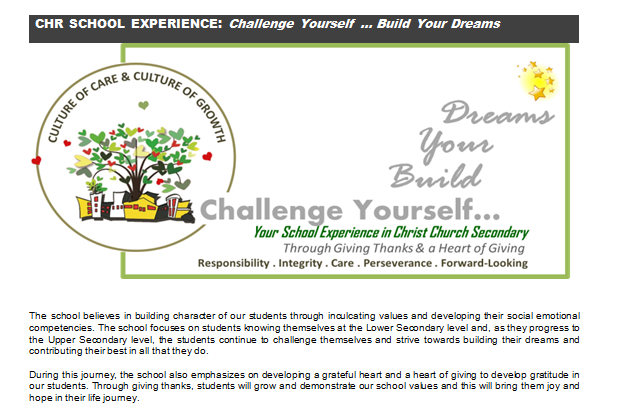 CHR SCHOOL EXPERIENCE: Challenge Yourself ... Build Your Dreams
CULTURE OF CARE & CULTURE OF GROWTH
Dreams
Your
Build
Challenge Yourself...
Your School Experience in Christ Church Secondary
Through Giving Thanks & a Heart of Giving
Responsibility . Integrity . Care . Perseverance . Forward-Looking
The school believes in building character of our students through inculcating values and developing their social emotional
competencies. The school focuses on students knowing themselves at the Lower Secondary level and, as they progress to
the Upper Secondary level, the students continue to challenge themselves and strive towards building their dreams and
contributing their best in all that they do.
During this journey, the school also emphasizes on developing a grateful heart and a heart of giving to develop gratitude in
our students. Through giving thanks, students will grow and demonstrate our school values and this will bring them joy and
hope in their life journey.